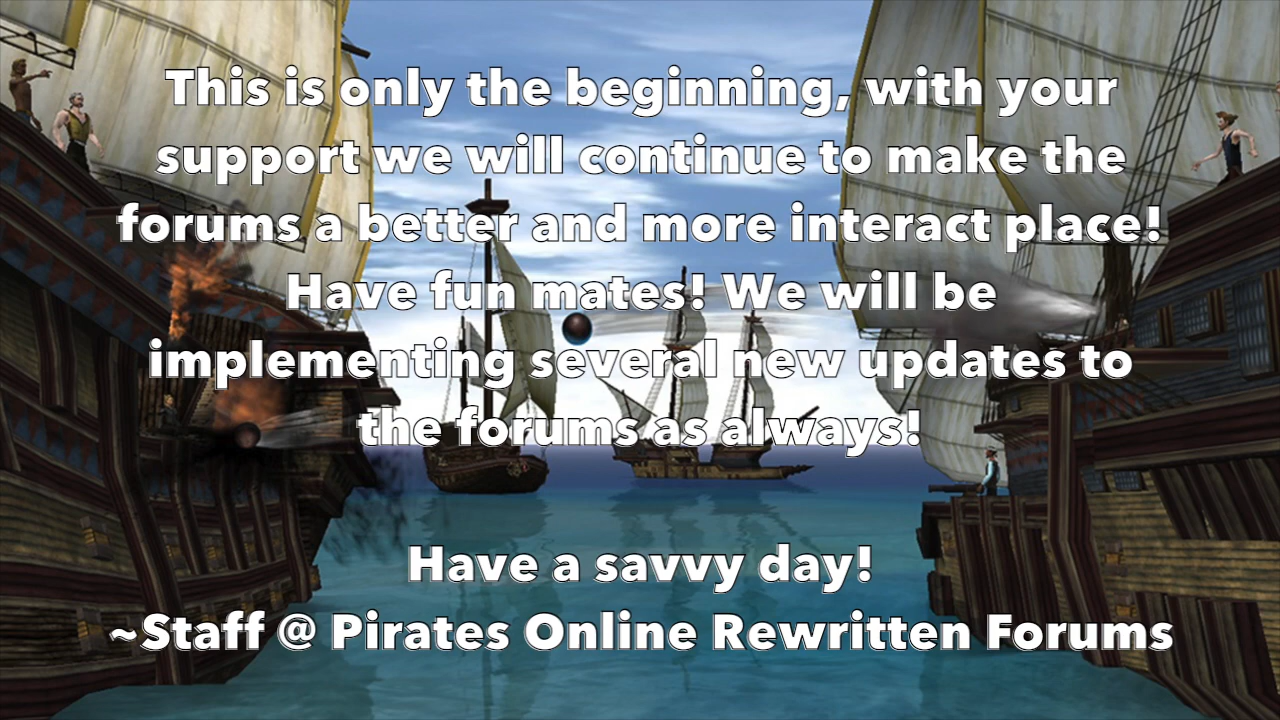 This is only the beginning, with your
support we will continue to make the
forums a better and more interact place!
Have fun mates! We will be
implementing several new updates to
the forums as always!
Have a savvy day!
~Staff @ Pirates Online Rewritten Forums